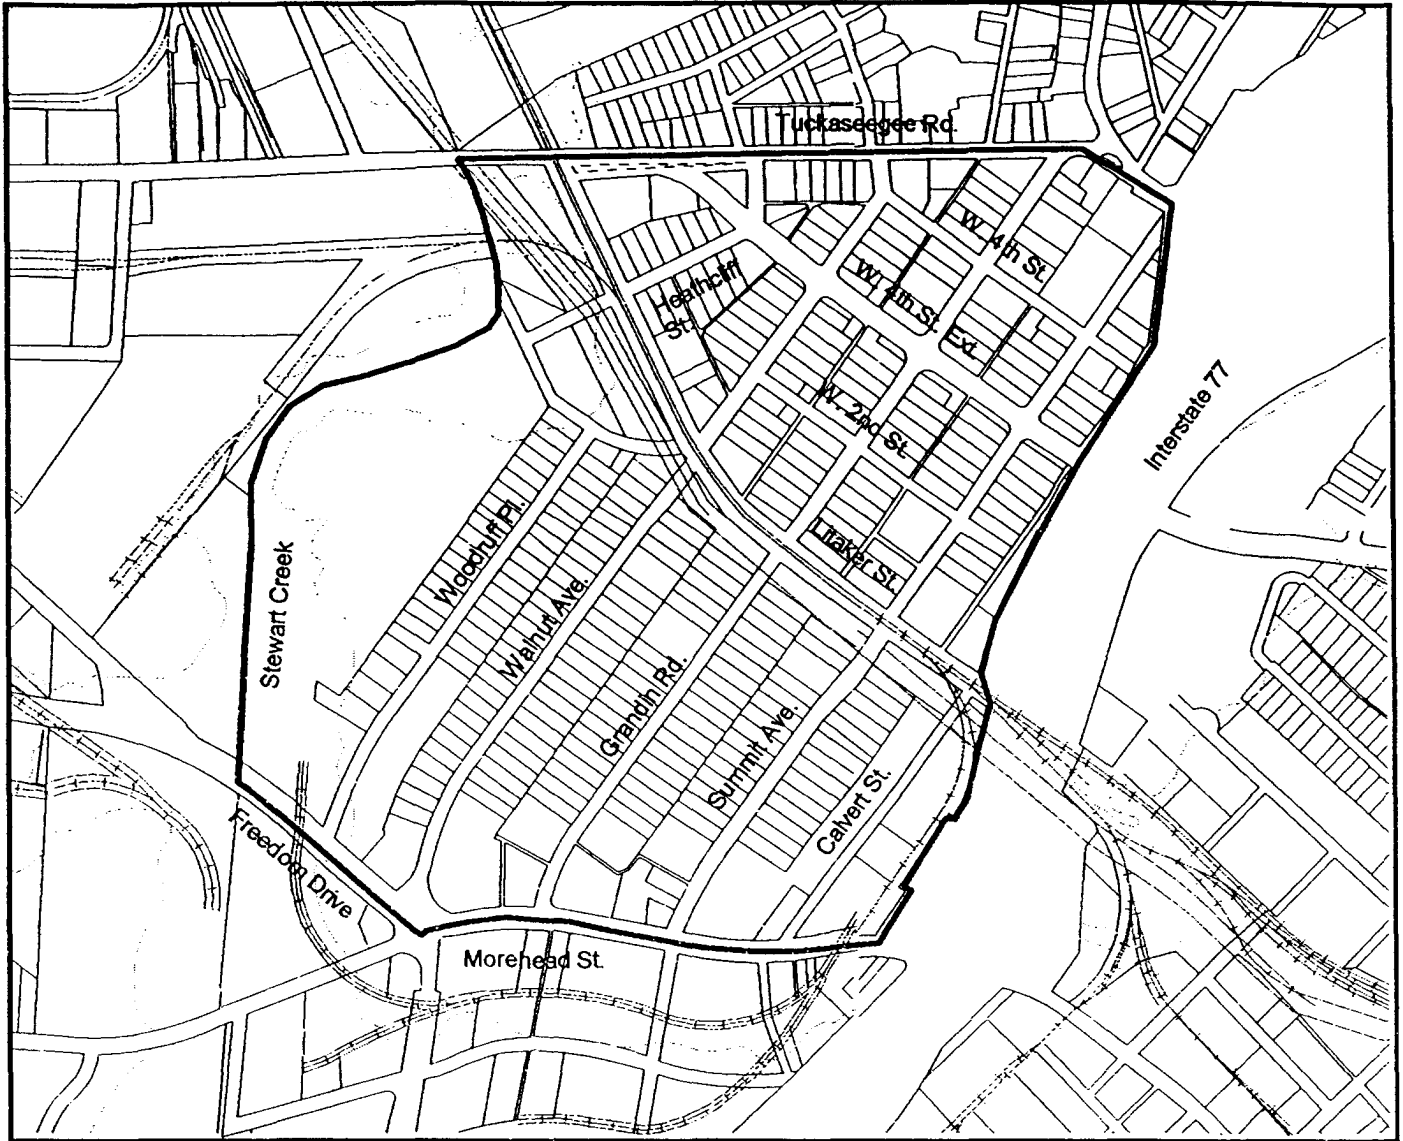 Tuckaseegee Rd.
W. 4th St.
Heathcliff
St.
W. 4th St. Ext.
W. 2nd St.
Interstate 77
Litaker St.
Woodruff Pl.
Walnut Ave.
Stewart Creek
Grandin Rd.
Summit Ave.
Calvert St.
Freedom Drive
Morehead St.